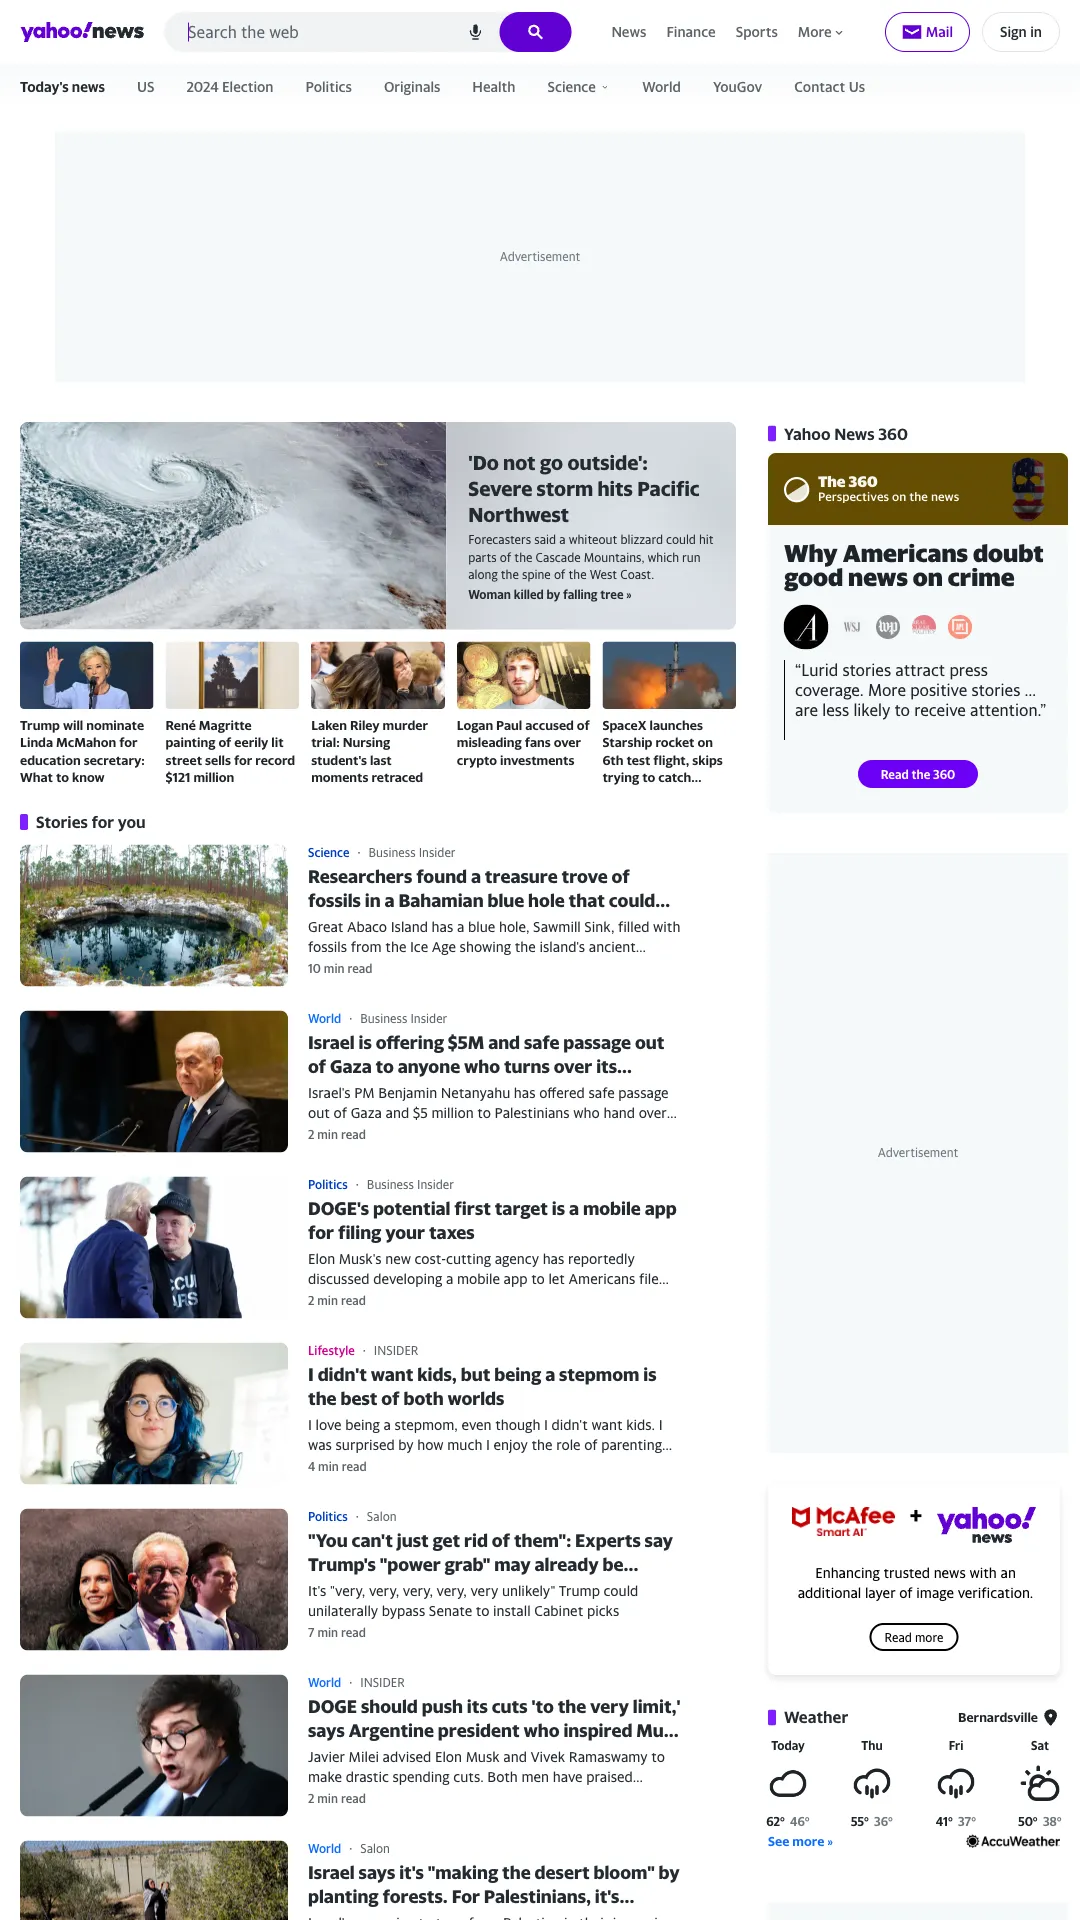 yahoo!news
Search the web
News Finance Sports More
Mail
Sign in
Today's news US 2024 Election Politics Originals Health Science World YouGov Contact Us
Advertisement
'Do not go outside':
Severe storm hits Pacific
Northwest
Forecasters said a whiteout blizzard could hit
parts of the Cascade Mountains, which run
along the spine of the West Coast.
Woman killed by falling tree »
Trump will nominate
Linda McMahon for
education secretary:
What to know
René Magritte
painting of eerily lit
street sells for record
$121 million
Laken Riley murder
trial: Nursing
student's last
moments retraced
Logan Paul accused of
misleading fans over
crypto investments
SpaceX launches
Starship rocket on
6th test flight, skips
trying to catch...
Stories for you
Science · Business Insider
Researchers found a treasure trove of
fossils in a Bahamian blue hole that could...
Great Abaco Island has a blue hole, Sawmill Sink, filled with
fossils from the Ice Age showing the island's ancient...
10 min read
World · Business Insider
Israel is offering $5M and safe passage out
of Gaza to anyone who turns over its...
Israel's PM Benjamin Netanyahu has offered safe passage
out of Gaza and $5 million to Palestinians who hand over...
2 min read
Politics · Business Insider
DOGE's potential first target is a mobile app
for filing your taxes
Elon Musk's new cost-cutting agency has reportedly
discussed developing a mobile app to let Americans file...
2 min read
Lifestyle · INSIDER
I didn't want kids, but being a stepmom is
the best of both worlds
I love being a stepmom, even though I didn't want kids. I
was surprised by how much I enjoy the role of parenting...
4 min read
Politics · Salon
"You can't just get rid of them": Experts say
Trump's "power grab" may already be...
It's "very, very, very, very, very unlikely" Trump could
unilaterally bypass Senate to install Cabinet picks
7 min read
World · INSIDER
DOGE should push its cuts 'to the very limit,'
says Argentine president who inspired Mu...
Javier Milei advised Elon Musk and Vivek Ramaswamy to
make drastic spending cuts. Both men have praised...
2 min read
World · Salon
Israel says it's "making the desert bloom" by
planting forests. For Palestinians, it's...
Yahoo News 360
The 360
Perspectives on the news
Why Americans doubt
good news on crime
A WSJ wp
“Lurid stories attract press
coverage. More positive stories ...
are less likely to receive attention.”
Read the 360
Advertisement
McAfee + yahoo!
Smart AI news
Enhancing trusted news with an
additional layer of image verification.
Read more
Weather Bernardsville
Today Thu Fri Sat
62° 46° 55° 36° 41° 37° 50° 38°
See more » AccuWeather